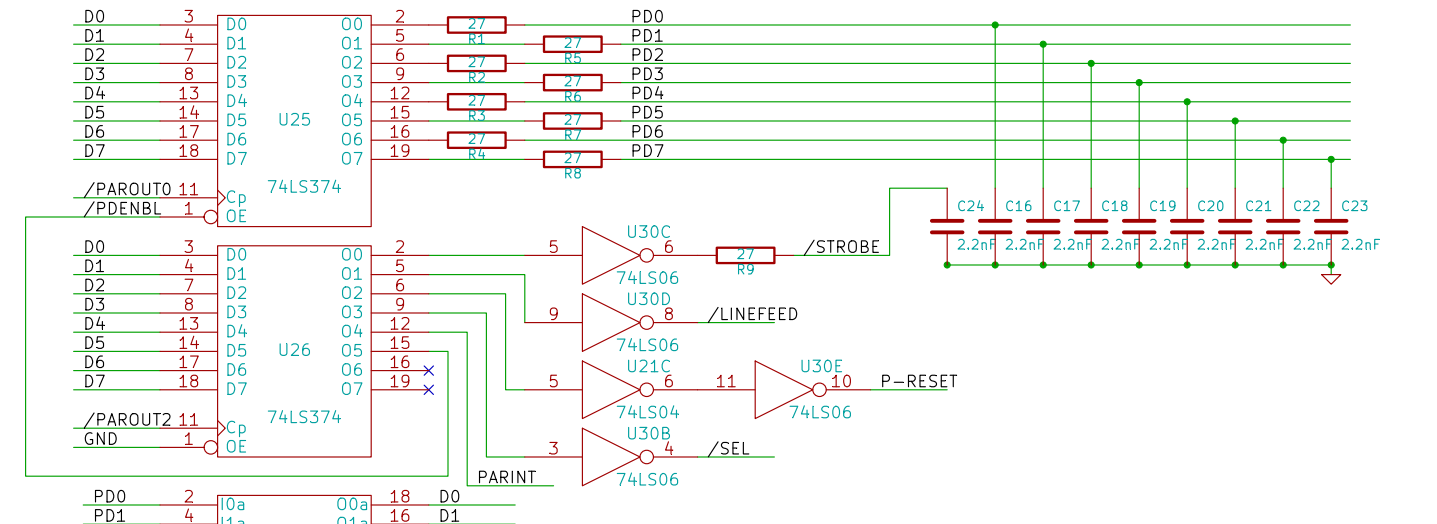 D0 3 D0 O0 2 27 PD0
R1
D1 4 D1 O1 5 27 PD1
R5
D2 7 D2 O2 6 27 PD2
R2
D3 8 D3 O3 9 27 PD3
R6
D4 13 D4 O4 12 27 PD4
R3
D5 14 D5 U25 O5 15 27 PD5
R7
D6 17 D6 O6 16 27 PD6
R4
D7 18 D7 O7 19 27 PD7
R8
74LS374
/PAROUT0 11 Cp
/PDENBL 1 OE
C24 C16 C17 C18 C19 C20 C21 C22 C23
2.2nF 2.2nF 2.2nF 2.2nF 2.2nF 2.2nF 2.2nF 2.2nF 2.2nF
U30C
D0 3 D0 O0 2 5 6 27 /STROBE
R9
74LS06
D1 4 D1 O1 5
D2 7 D2 O2 6
U30D
D3 8 D3 O3 9 9 8 /LINEFEED
D4 13 D4 O4 12
74LS06
D5 14 D5 U26 O5 15
U21C U30E
D6 17 D6 O6 16
D7 18 D7 O7 19 5 6 11 10 P-RESET
74LS374 74LS04 74LS06
/PAROUT2 11 Cp
U30B
GND 1 OE 3 4 /SEL
PARINT 74LS06
PD0 2 I0a O0a 18 D0
PD1 4 I1a O1a 16 D1